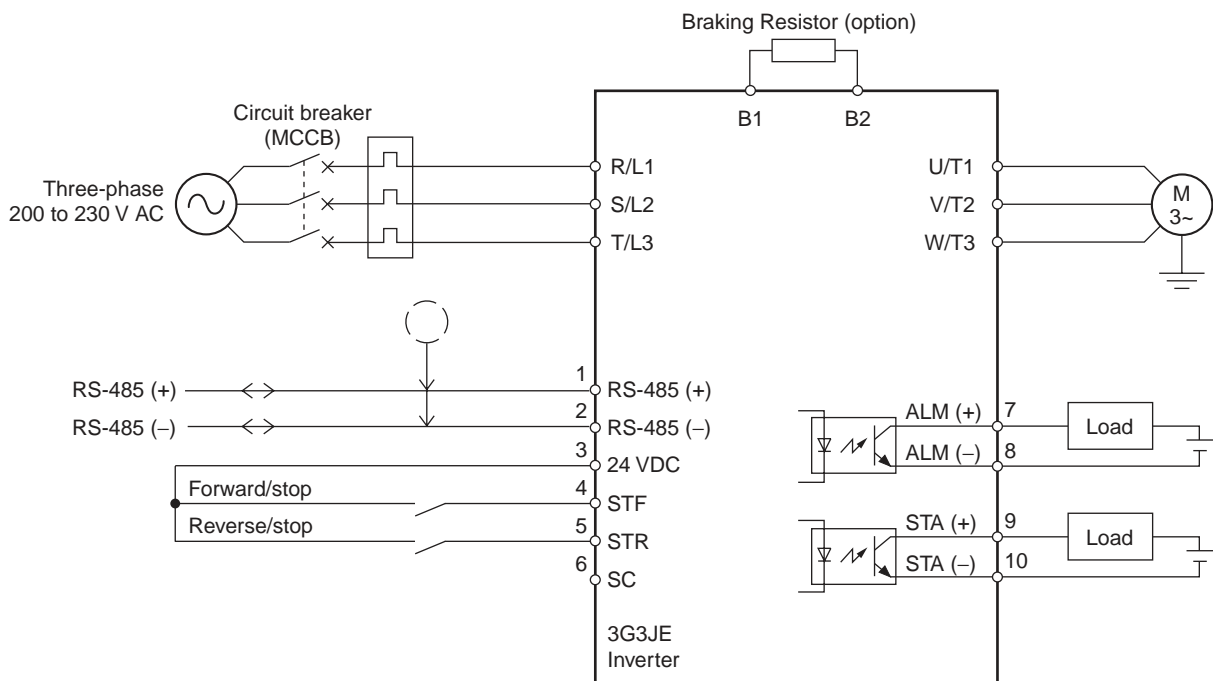 Braking Resistor (option)
B1
B2
Circuit breaker
(MCCB)
Three-phase
200 to 230 V AC
R/L1
S/L2
T/L3
U/T1
V/T2
W/T3
M
3~
RS-485 (+)
1
RS-485 (+)
RS-485 (−)
2
RS-485 (−)
3
24 VDC
Forward/stop
4
STF
Reverse/stop
5
STR
6
SC
ALM (+)
7
Load
ALM (−)
8
STA (+)
9
Load
STA (−)
10
3G3JE
Inverter